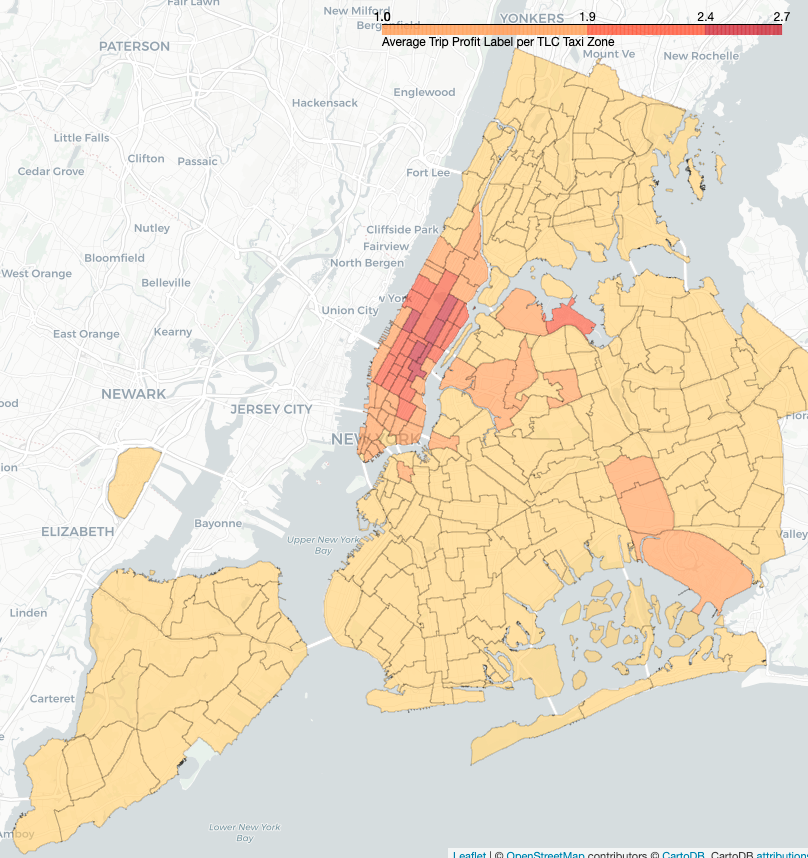 Fair Lawn
New Milford
Bergenfield
YONKERS
1.0 1.9 2.4 2.7
Average Trip Profit Label per TLC Taxi Zone
PATERSON
Mount Ve
New Rochelle
Englewood
Hackensack
Little Falls
Clifton
Passaic
Cedar Grove
Fort Lee
Nutley
Cliffside Park
Fairview
North Bergen
Bloomfield
West Orange
Belleville
w York
Union City
East Orange
Kearny
NEWARK
JERSEY CITY
ood
Flora
NEW YORK
ion
ELIZABETH
Bayonne
Upper New York
Bay
Valley
Linden
Carteret
Amboy
Lower New York
Bay
Leaflet | © OpenStreetMap contributors © CartoDB, CartoDB attribution